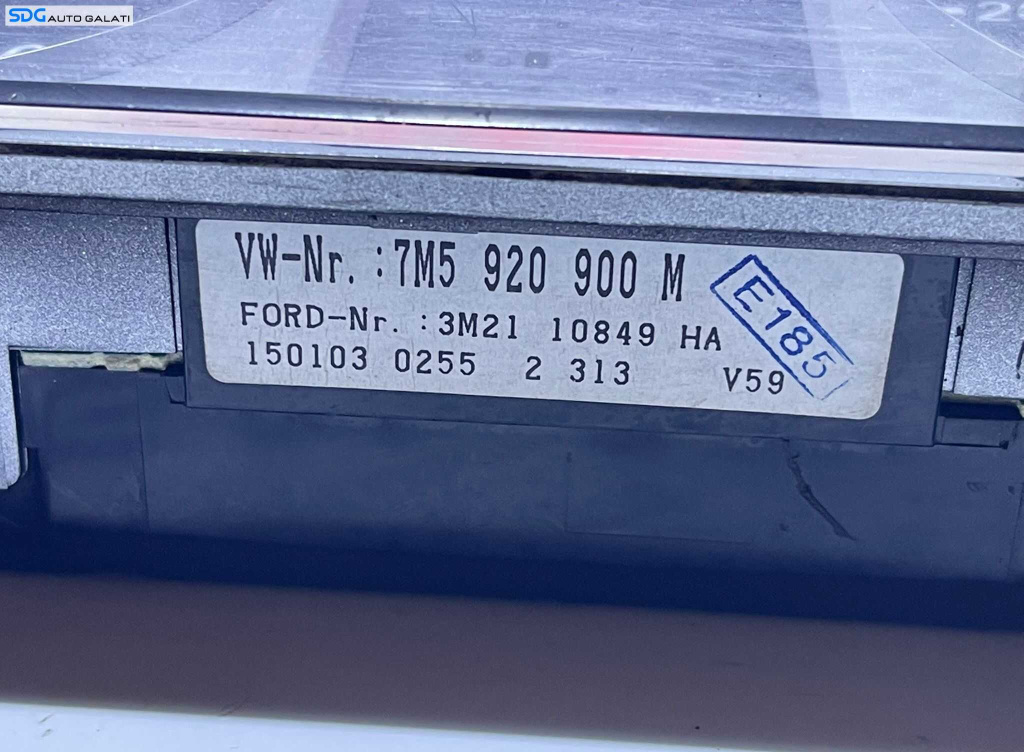 SDG AUTO GALATI
VW-Nr. :7M5 920 900 M
FORD-Nr. :3M21 10849 HA
150103 0255 2 313 V59
E185